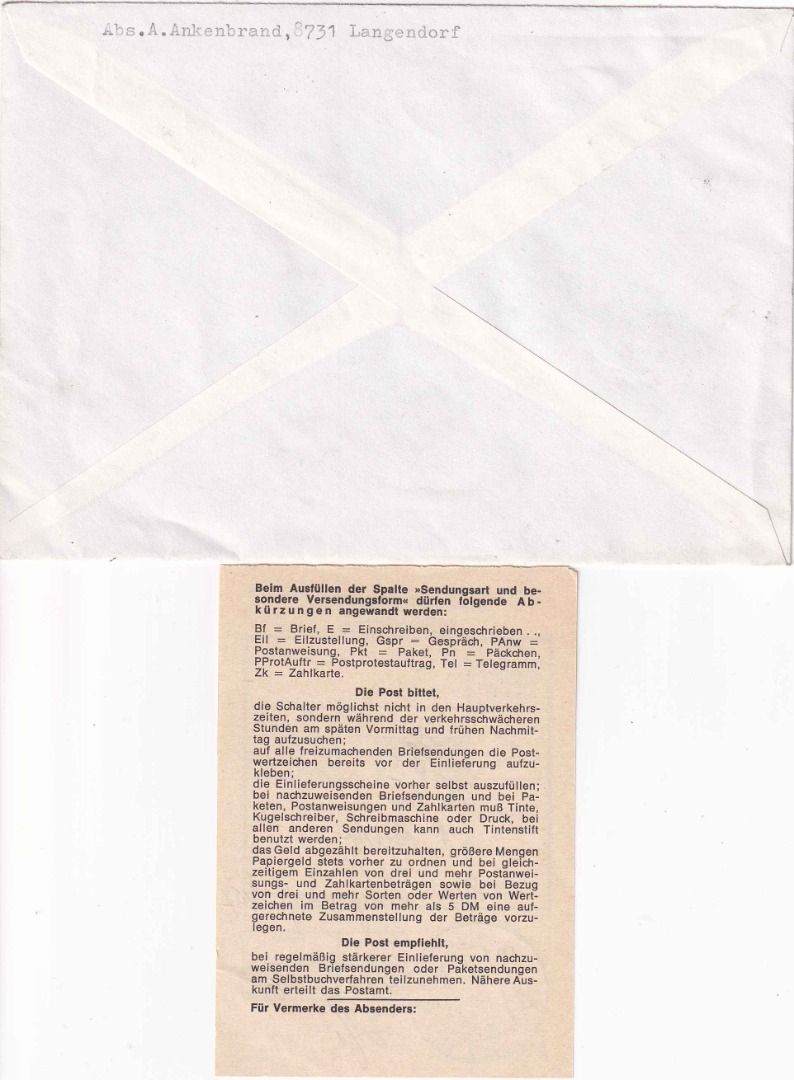 Abs.A.Ankenbrand,8731 Langendorf
Beim Ausfüllen der Spalte »Sendungsart und be-
sondere Versendungsform« dürfen folgende Ab-
kürzungen angewandt werden:
Bf = Brief, E = Einschreiben, eingeschrieben . .,
Eil = Eilzustellung, Gspr = Gespräch, PAnw =
Postanweisung, Pkt = Paket, Pn = Päckchen,
PProtAuftr = Postprotestauftrag, Tel = Telegramm,
Zk = Zahlkarte.
Die Post bittet,
die Schalter möglichst nicht in den Hauptverkehrs-
zeiten, sondern während der verkehrsschwächeren
Stunden am späten Vormittag und frühen Nachmit-
tag aufzusuchen;
auf alle freizumachenden Briefsendungen die Post-
wertzeichen bereits vor der Einlieferung aufzu-
kleben;
die Einlieferungsscheine vorher selbst auszufüllen;
bei nachzuweisenden Briefsendungen und bei Pa-
keten, Postanweisungen und Zahlkarten muß Tinte,
Kugelschreiber, Schreibmaschine oder Druck, bei
allen anderen Sendungen kann auch Tintenstift
benutzt werden;
das Geld abgezählt bereitzuhalten, größere Mengen
Papiergeld stets vorher zu ordnen und bei gleich-
zeitigem Einzahlen von drei und mehr Postanwei-
sungs- und Zahlkartenbeträgen sowie bei Bezug
von drei und mehr Sorten oder Werten von Wert-
zeichen im Betrag von mehr als 5 DM eine auf-
gerechnete Zusammenstellung der Beträge vorzu-
legen.
Die Post empfiehlt,
bei regelmäßig stärkerer Einlieferung von nachzu-
weisenden Briefsendungen oder Paketsendungen
am Selbstbuchverfahren teilzunehmen. Nähere Aus-
kunft erteilt das Postamt.
Für Vermerke des Absenders: